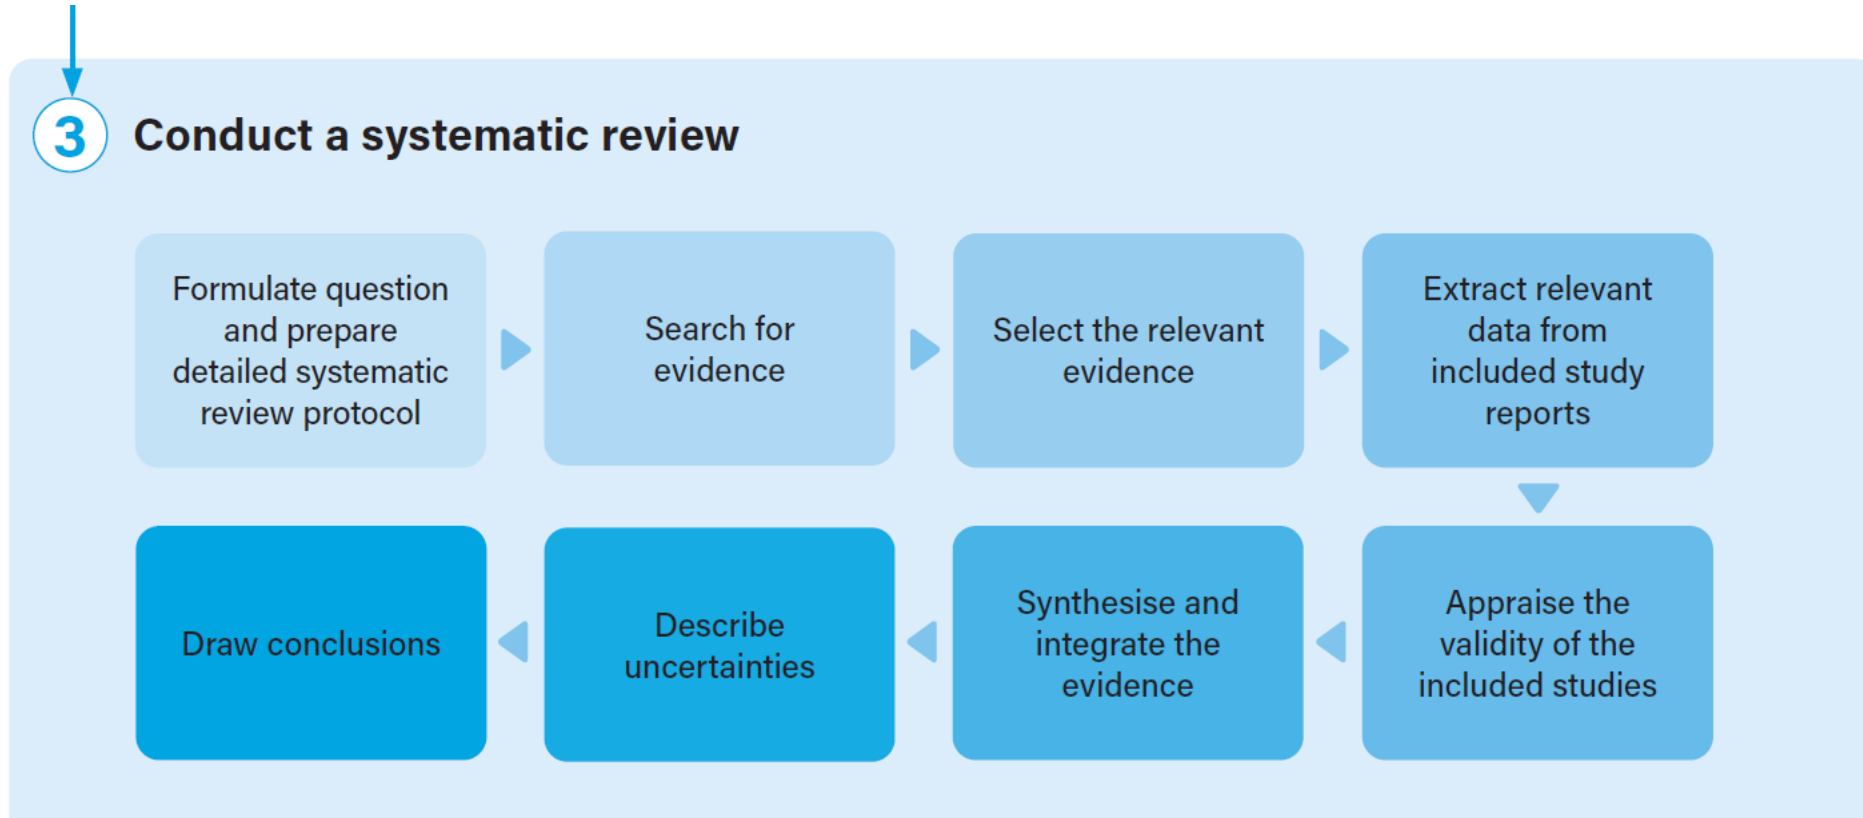 3
Conduct a systematic review
Formulate question
and prepare
detailed systematic
review protocol
Search for
evidence
Select the relevant
evidence
Extract relevant
data from
included study
reports
Appraise the
validity of the
included studies
Synthesise and
integrate the
evidence
Describe
uncertainties
Draw conclusions